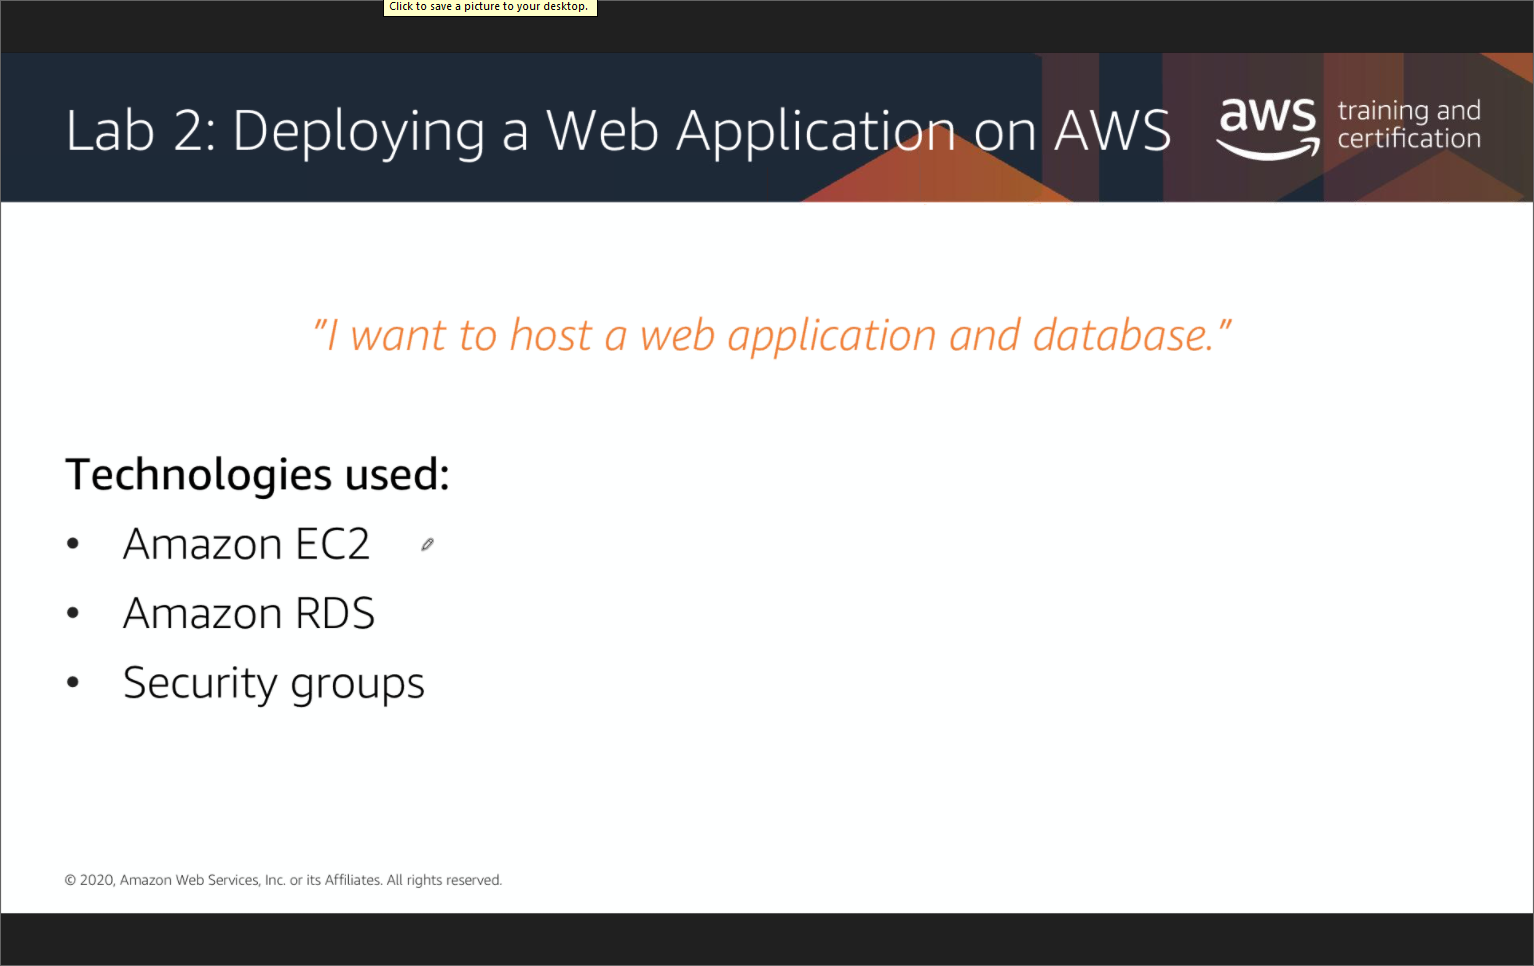 Click to save a picture to your desktop.
Lab 2: Deploying a Web Application on AWS
aws training and
certification
"I want to host a web application and database."
Technologies used:
• Amazon EC2
• Amazon RDS
• Security groups
© 2020, Amazon Web Services, Inc. or its Affiliates. All rights reserved.